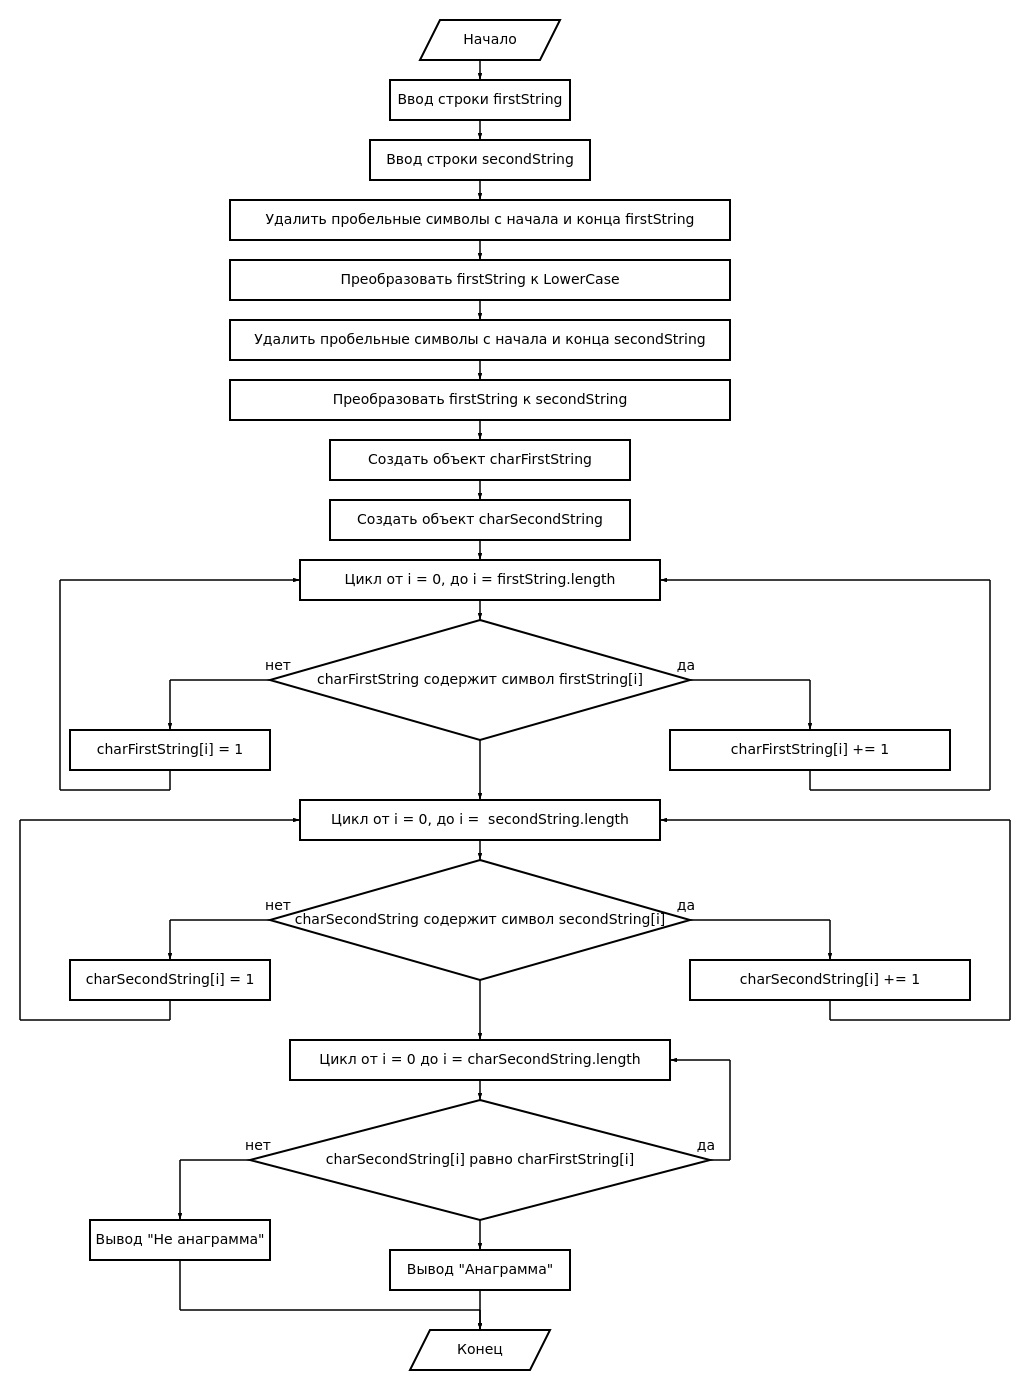 Начало
Ввод строки firstString
Ввод строки secondString
Удалить пробельные символы с начала и конца firstString
Преобразовать firstString к LowerCase
Удалить пробельные символы с начала и конца secondString
Преобразовать firstString к secondString
Создать объект charFirstString
Создать объект charSecondString
Цикл от i = 0, до i = firstString.length
нет
да
charFirstString содержит символ firstString[i]
charFirstString[i] = 1
charFirstString[i] += 1
Цикл от i = 0, до i =  secondString.length
нет
да
charSecondString содержит символ secondString[i]
charSecondString[i] = 1
charSecondString[i] += 1
Цикл от i = 0 до i = charSecondString.length
нет
да
charSecondString[i] равно charFirstString[i]
Вывод "Не анаграмма"
Вывод "Анаграмма"
Конец